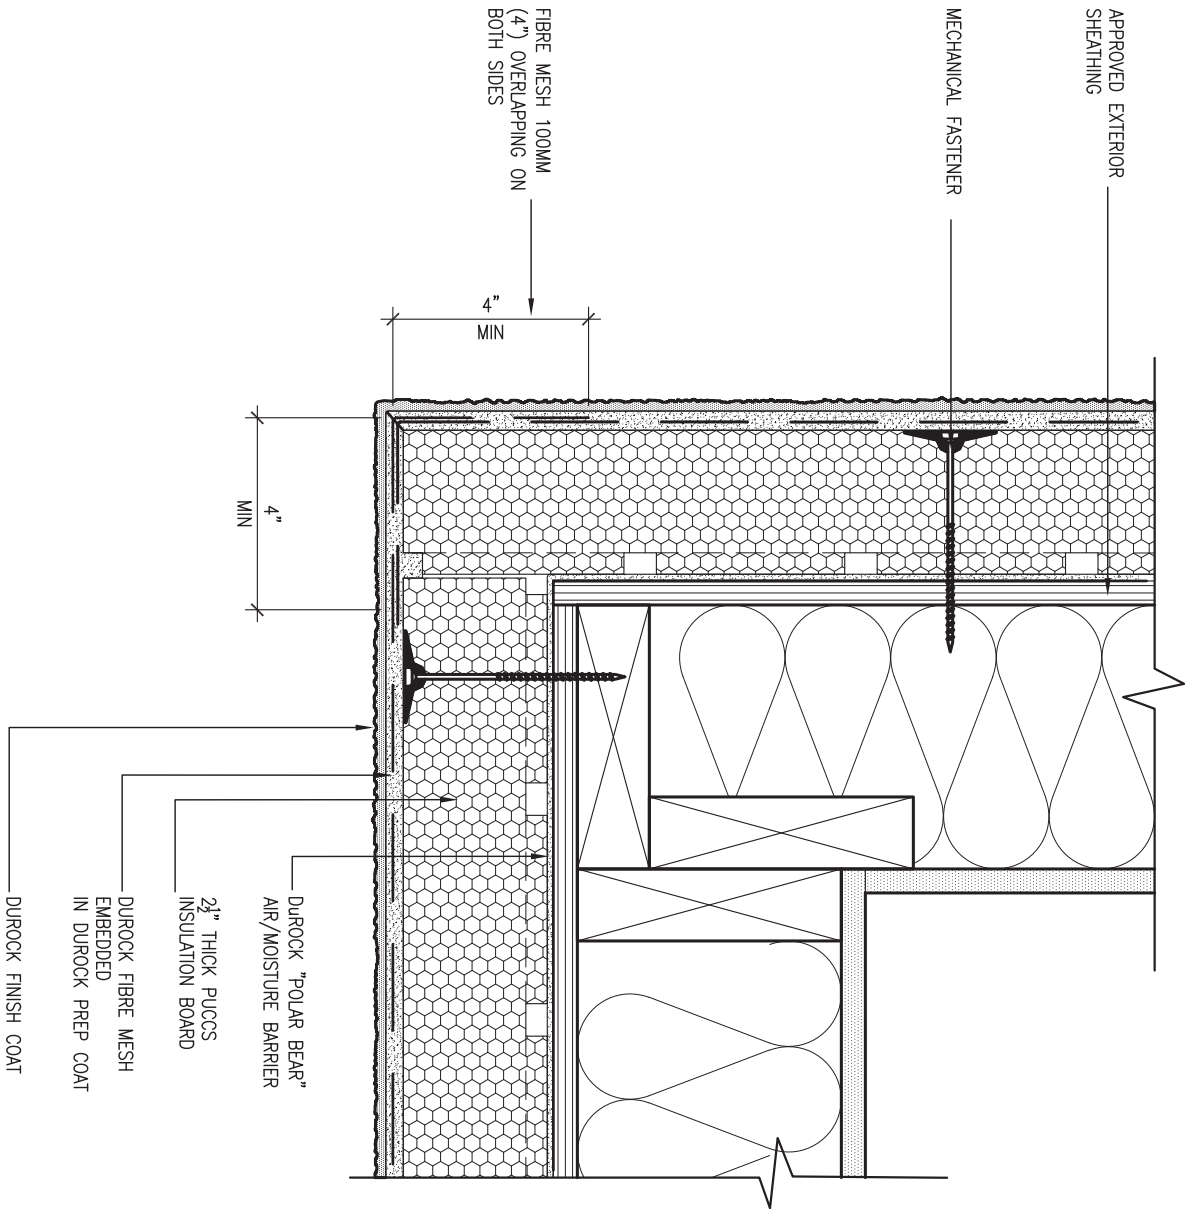 APPROVED EXTERIOR
SHEATHING
MECHANICAL FASTENER
FIBRE MESH 100MM
(4") OVERLAPPING ON
BOTH SIDES
4"
MIN
4"
MIN
DuROCK "POLAR BEAR"
AIR/MOISTURE BARRIER
2½" THICK PUCCS
INSULATION BOARD
DUROCK FIBRE MESH
EMBEDDED
IN DUROCK PREP COAT
DUROCK FINISH COAT